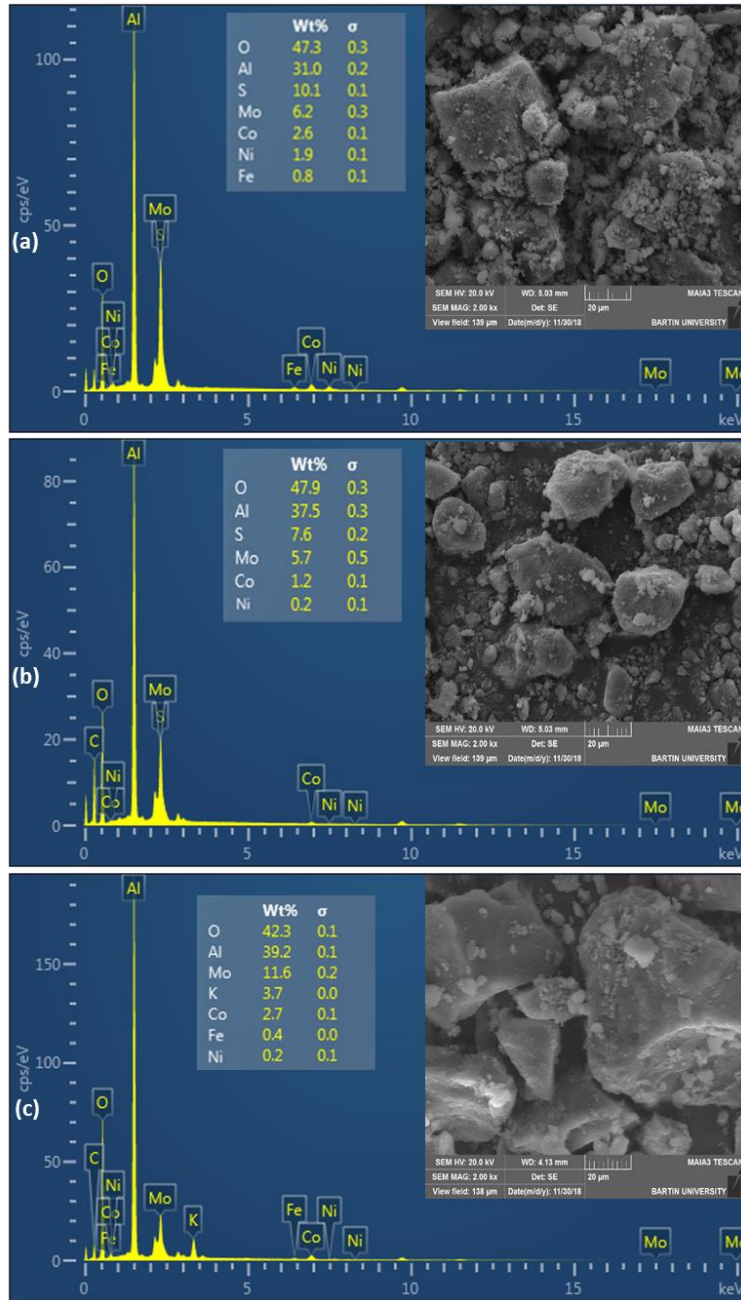 (a)
cps/eV
100
50
0
Al
Mo
S
O
Ni
Co
Fe
Fe
Co
Ni
Ni
Mo
Mo
0 5 10 15 keV
Wt% σ
O 47.3 0.3
Al 31.0 0.2
S 10.1 0.1
Mo 6.2 0.3
Co 2.6 0.1
Ni 1.9 0.1
Fe 0.8 0.1
SEM HV: 20.0 kV WD: 5.03 mm MAIA3 TESCAN
SEM MAG: 2.00 kx Det: SE 20 µm
View field: 139 µm Date(m/d/y): 11/30/18 BARTIN UNIVERSITY
(b)
cps/eV
80
60
40
20
0
Al
Mo
S
O
C
Ni
Co
Co
Ni
Ni
Mo
Mo
0 5 10 15 keV
Wt% σ
O 47.9 0.3
Al 37.5 0.3
S 7.6 0.2
Mo 5.7 0.5
Co 1.2 0.1
Ni 0.2 0.1
SEM HV: 20.0 kV WD: 5.03 mm MAIA3 TESCAN
SEM MAG: 2.00 kx Det: SE 20 µm
View field: 139 µm Date(m/d/y): 11/30/18 BARTIN UNIVERSITY
(c)
cps/eV
150
100
50
0
Al
O
C
Ni
Co
Fe
Mo
K
Fe
Co
Ni
Ni
Mo
Mo
0 5 10 15 keV
Wt% σ
O 42.3 0.1
Al 39.2 0.1
Mo 11.6 0.2
K 3.7 0.0
Co 2.7 0.1
Fe 0.4 0.0
Ni 0.2 0.1
SEM HV: 20.0 kV WD: 4.13 mm MAIA3 TESCAN
SEM MAG: 2.00 kx Det: SE 20 µm
View field: 138 µm Date(m/d/y): 11/30/18 BARTIN UNIVERSITY